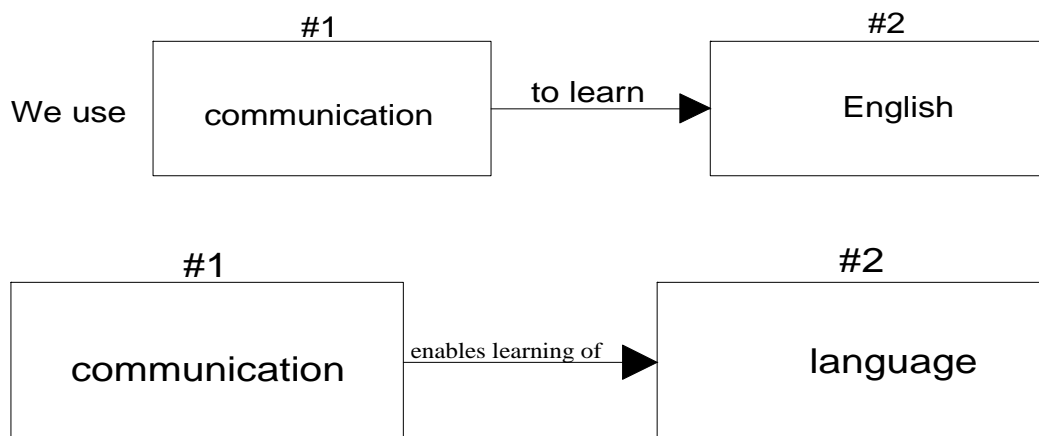 #1 #2
We use communication to learn English
#1 #2
communication enables learning of language